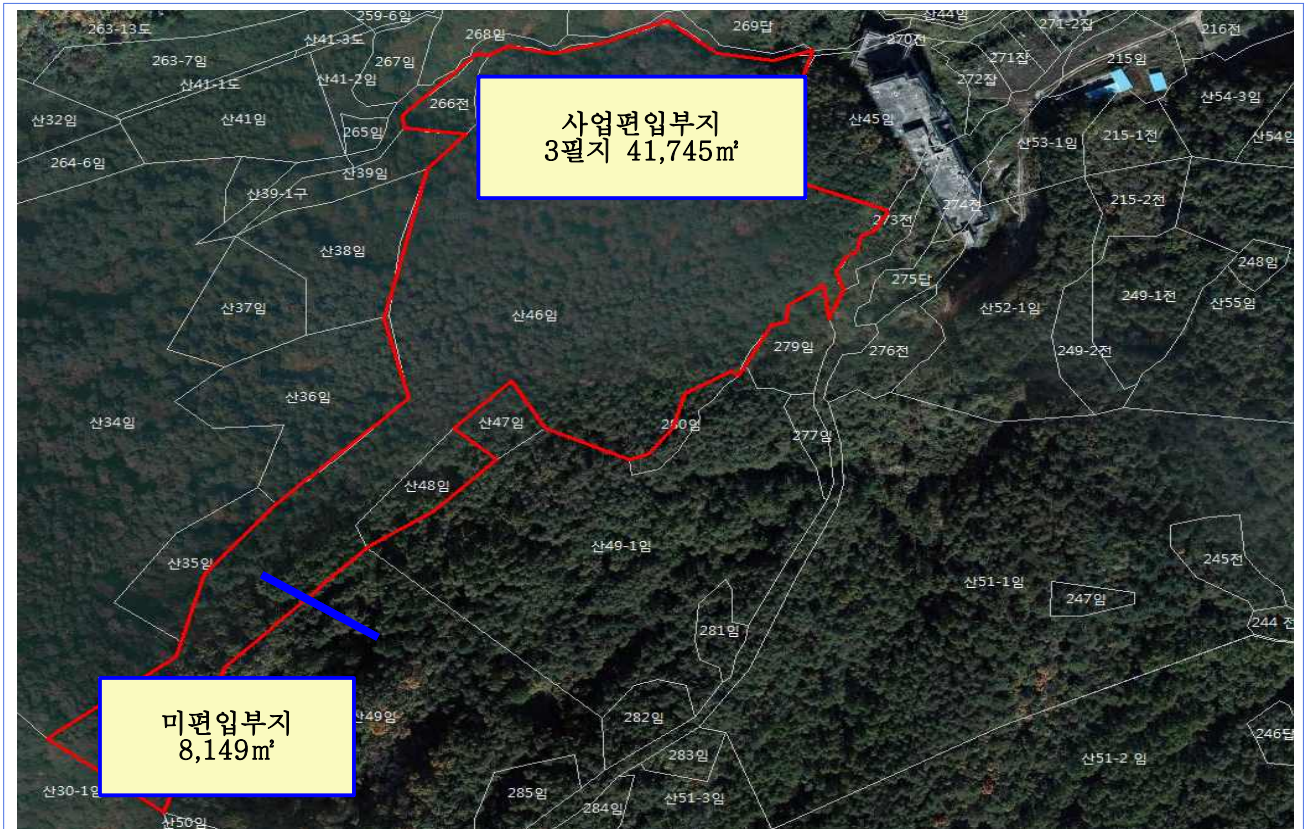 263-13도
259-6임
268임
269답
산44임
270전
271-2잡
216전
산41-3도
263-7임
267임
271잡
215임
산41-1도
산41-2임
272잡
266전
산54-3임
산32임
산41임
265임
사업편입부지
3필지 41,745㎡
산45임
215-1전
산54임
264-6임
산53-1임
산39임
산39-1구
215-2전
274전
273전
산38임
248임
275답
249-1전
산55임
산37임
산46임
산52-1임
279임
276전
249-2전
산36임
산34임
산47임
280임
277임
산48임
산49-1임
245전
산35임
산51-1임
247임
244 전
281임
미편입부지
8,149㎡
산49임
282임
246답
283임
산51-2 임
산30-1임
285임
산51-3임
284임
산50임